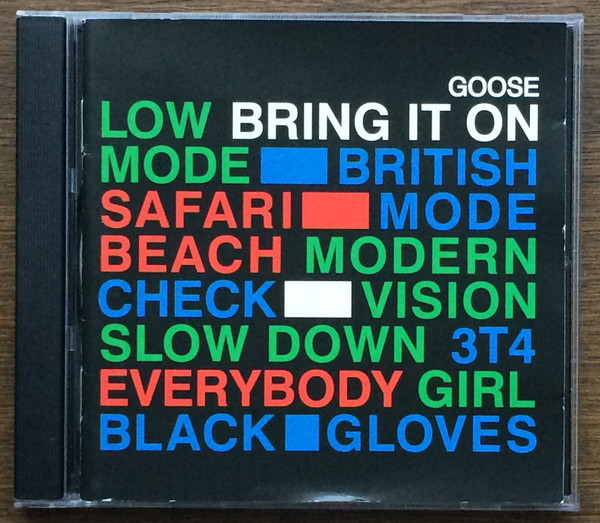 GOOSE
LOW BRING IT ON
MODE BRITISH
SAFARI MODE
BEACH MODERN
CHECK VISION
SLOW DOWN 3T4
EVERYBODY GIRL
BLACK GLOVES